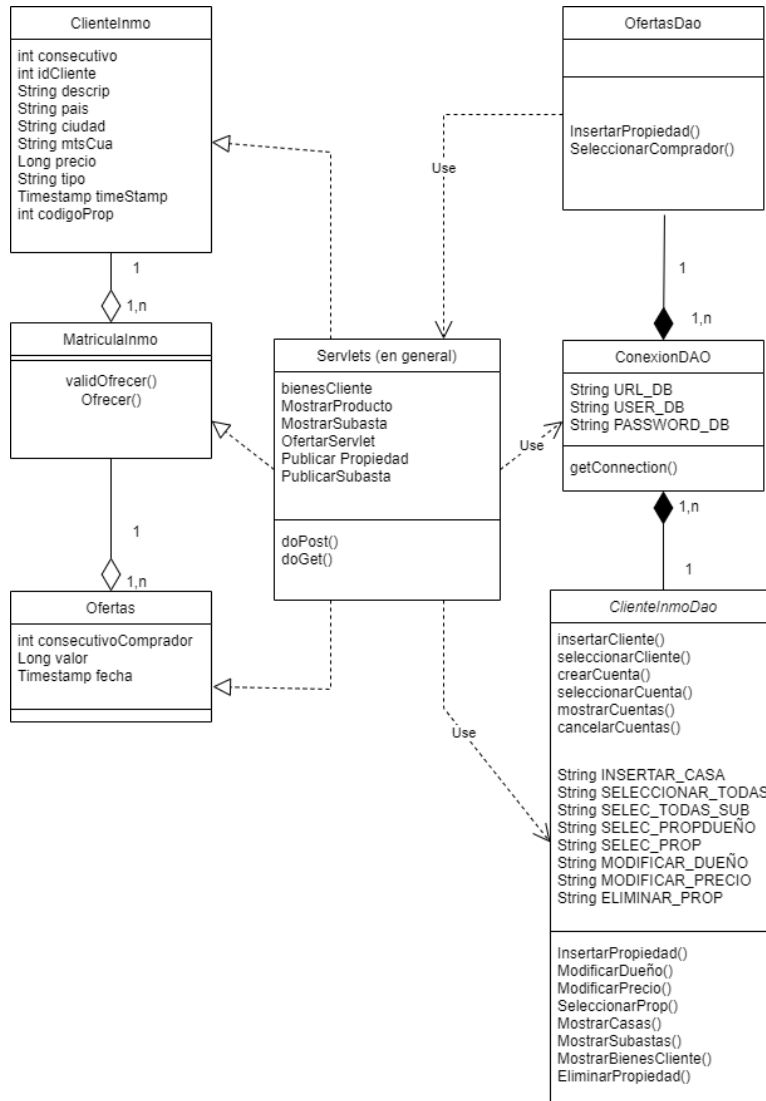 ClienteInmo
int consecutivo
int idCliente
String descrip
String pais
String ciudad
String mtsCua
Long precio
String tipo
Timestamp timeStamp
int codigoProp
1
1,n
MatriculaInmo
validOfrecer()
Ofrecer()
1
1,n
Ofertas
int consecutivoComprador
Long valor
Timestamp fecha
Servlets (en general)
bienesCliente
MostrarProducto
MostrarSubasta
OfertarServlet
Publicar Propiedad
PublicarSubasta
doPost()
doGet()
Use
Use
Use
OfertasDao
InsertarPropiedad()
SeleccionarComprador()
1
1,n
ConexionDAO
String URL_DB
String USER_DB
String PASSWORD_DB
getConnection()
1,n
1
ClienteInmoDao
insertarCliente()
seleccionarCliente()
crearCuenta()
seleccionarCuenta()
mostrarCuentas()
cancelarCuentas()
String INSERTAR_CASA
String SELECCIONAR_TODAS
String SELEC_TODAS_SUB
String SELEC_PROPDUEÑO
String SELEC_PROP
String MODIFICAR_DUEÑO
String MODIFICAR_PRECIO
String ELIMINAR_PROP
InsertarPropiedad()
ModificarDueño()
ModificarPrecio()
SeleccionarProp()
MostrarCasas()
MostrarSubastas()
MostrarBienesCliente()
EliminarPropiedad()